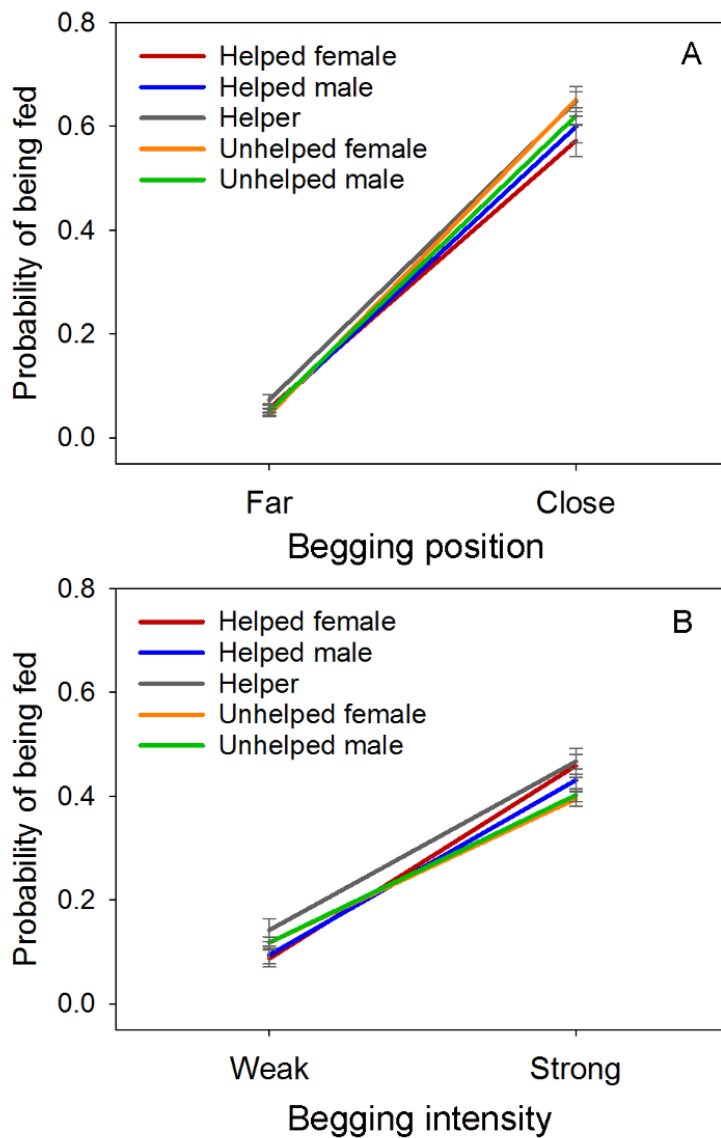 0.8
A
Helped female
Helped male
Helper
Unhelped female
Unhelped male
0.6
0.4
0.2
0.0
Probability of being fed
Far Close
Begging position
0.8
B
Helped female
Helped male
Helper
Unhelped female
Unhelped male
0.6
0.4
0.2
0.0
Probability of being fed
Weak Strong
Begging intensity